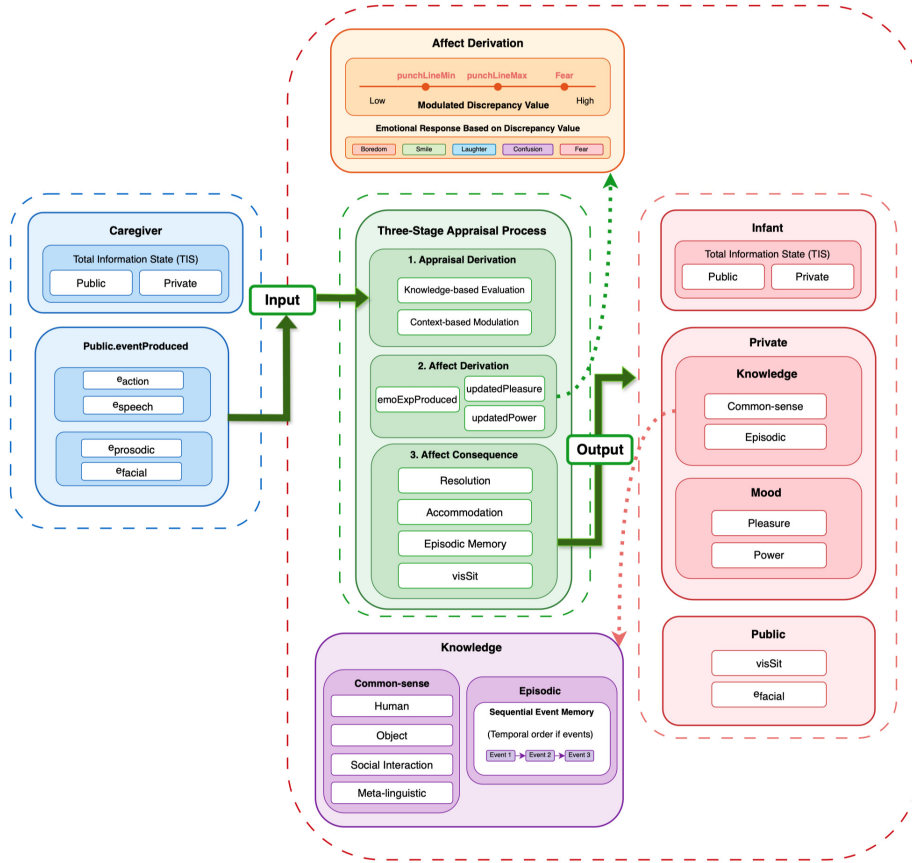 Affect Derivation
punchLineMin punchLineMax Fear
Low High
Modulated Discrepancy Value
Emotional Response Based on Discrepancy Value
Boredom Smile Laughter Confusion Fear
Caregiver
Total Information State (TIS)
Public Private
Public.eventProduced
eaction
espeech
eprosodic
efacial
Input
Three-Stage Appraisal Process
1. Appraisal Derivation
Knowledge-based Evaluation
Context-based Modulation
2. Affect Derivation
emoExpProduced
updatedPleasure
updatedPower
3. Affect Consequence
Resolution
Accommodation
Episodic Memory
visSit
Output
Infant
Total Information State (TIS)
Public Private
Private
Knowledge
Common-sense
Episodic
Mood
Pleasure
Power
Public
visSit
efacial
Knowledge
Common-sense
Human
Object
Social Interaction
Meta-linguistic
Episodic
Sequential Event Memory
(Temporal order if events)
Event 1 Event 2 Event 3